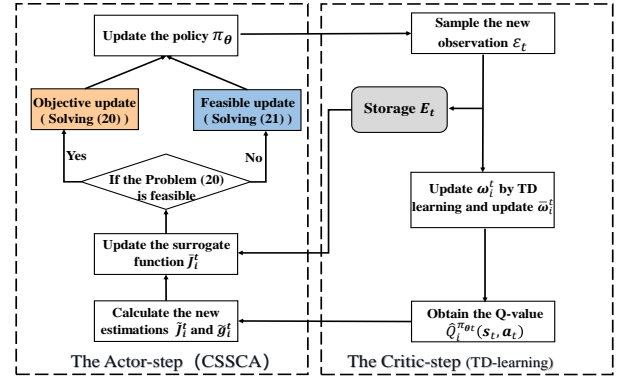 Update the policy π_θ
Sample the new
observation ε_t
Objective update
( Solving (20) )
Feasible update
( Solving (21) )
Storage E_t
Yes
No
If the Problem (20)
is feasible
Update ω_i^t by TD
learning and update ω̄_i^t
Update the surrogate
function J̄_i^t
Calculate the new
estimations J̃_i^t and g̃_i^t
Obtain the Q-value
Q̂_i^{π_θt}(s_t, a_t)
The Actor-step (CSSCA)
The Critic-step (TD-learning)